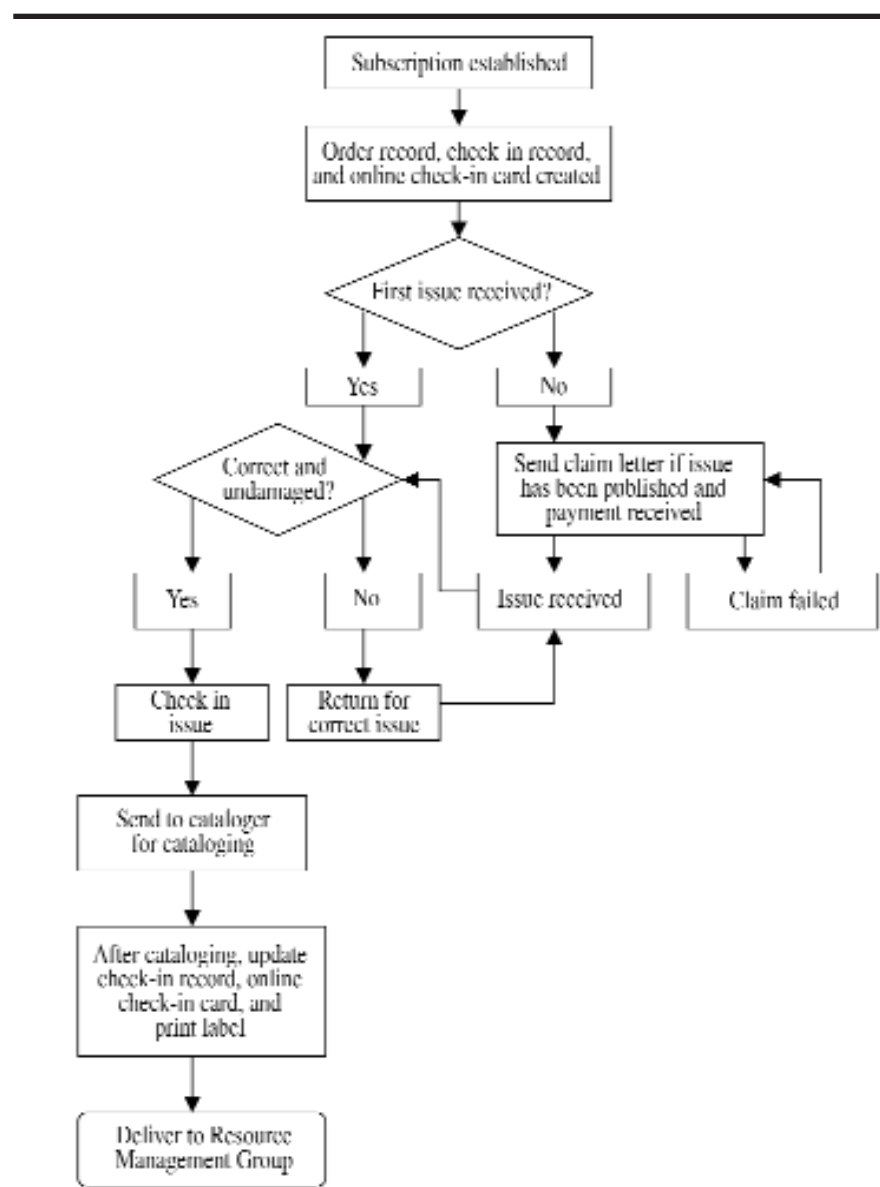 Subscription established
Order record, check in record,
and online check-in card created
First issue received?
Yes
No
Correct and
undamaged?
Send claim letter if issue
has been published and
payment received
Yes
No
Issue received
Claim failed
Check in
issue
Return for
correct issue
Send to cataloger
for cataloging
After cataloging, update
check-in record, online
check-in card, and
print label
Deliver to Resource
Management Group